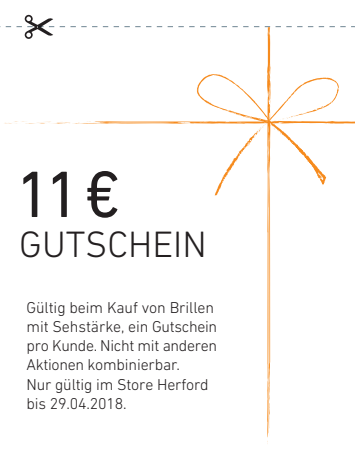 11 €
GUTSCHEIN
Gültig beim Kauf von Brillen
mit Sehstärke, ein Gutschein
pro Kunde. Nicht mit anderen
Aktionen kombinierbar.
Nur gültig im Store Herford
bis 29.04.2018.